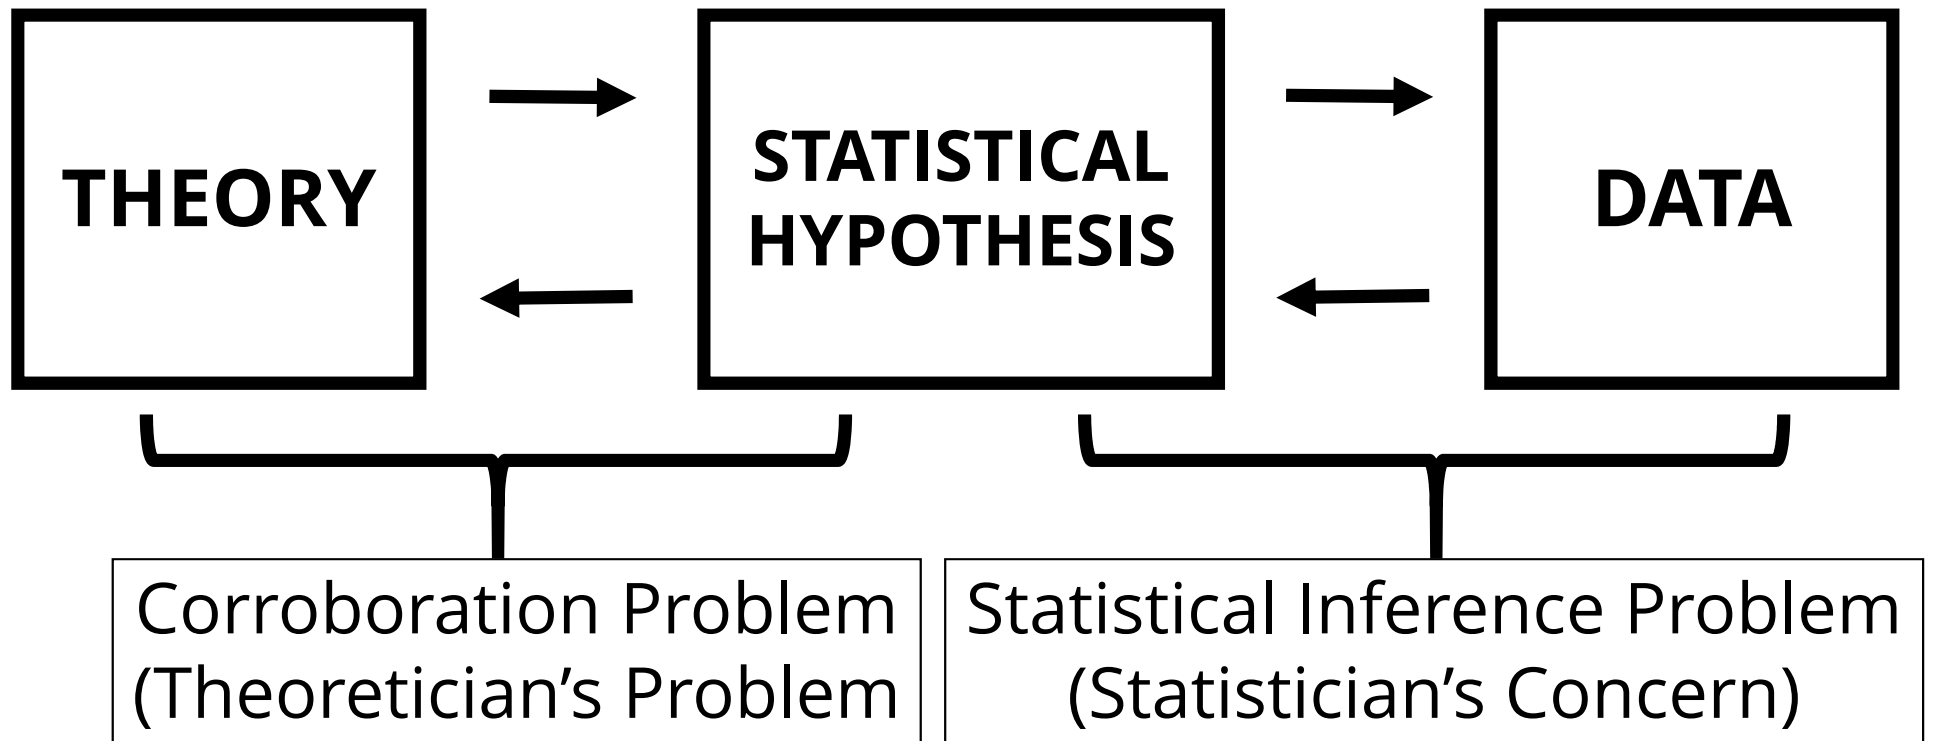 THEORY
STATISTICAL
HYPOTHESIS
DATA
Corroboration Problem
(Theoretician’s Problem
Statistical Inference Problem
(Statistician’s Concern)